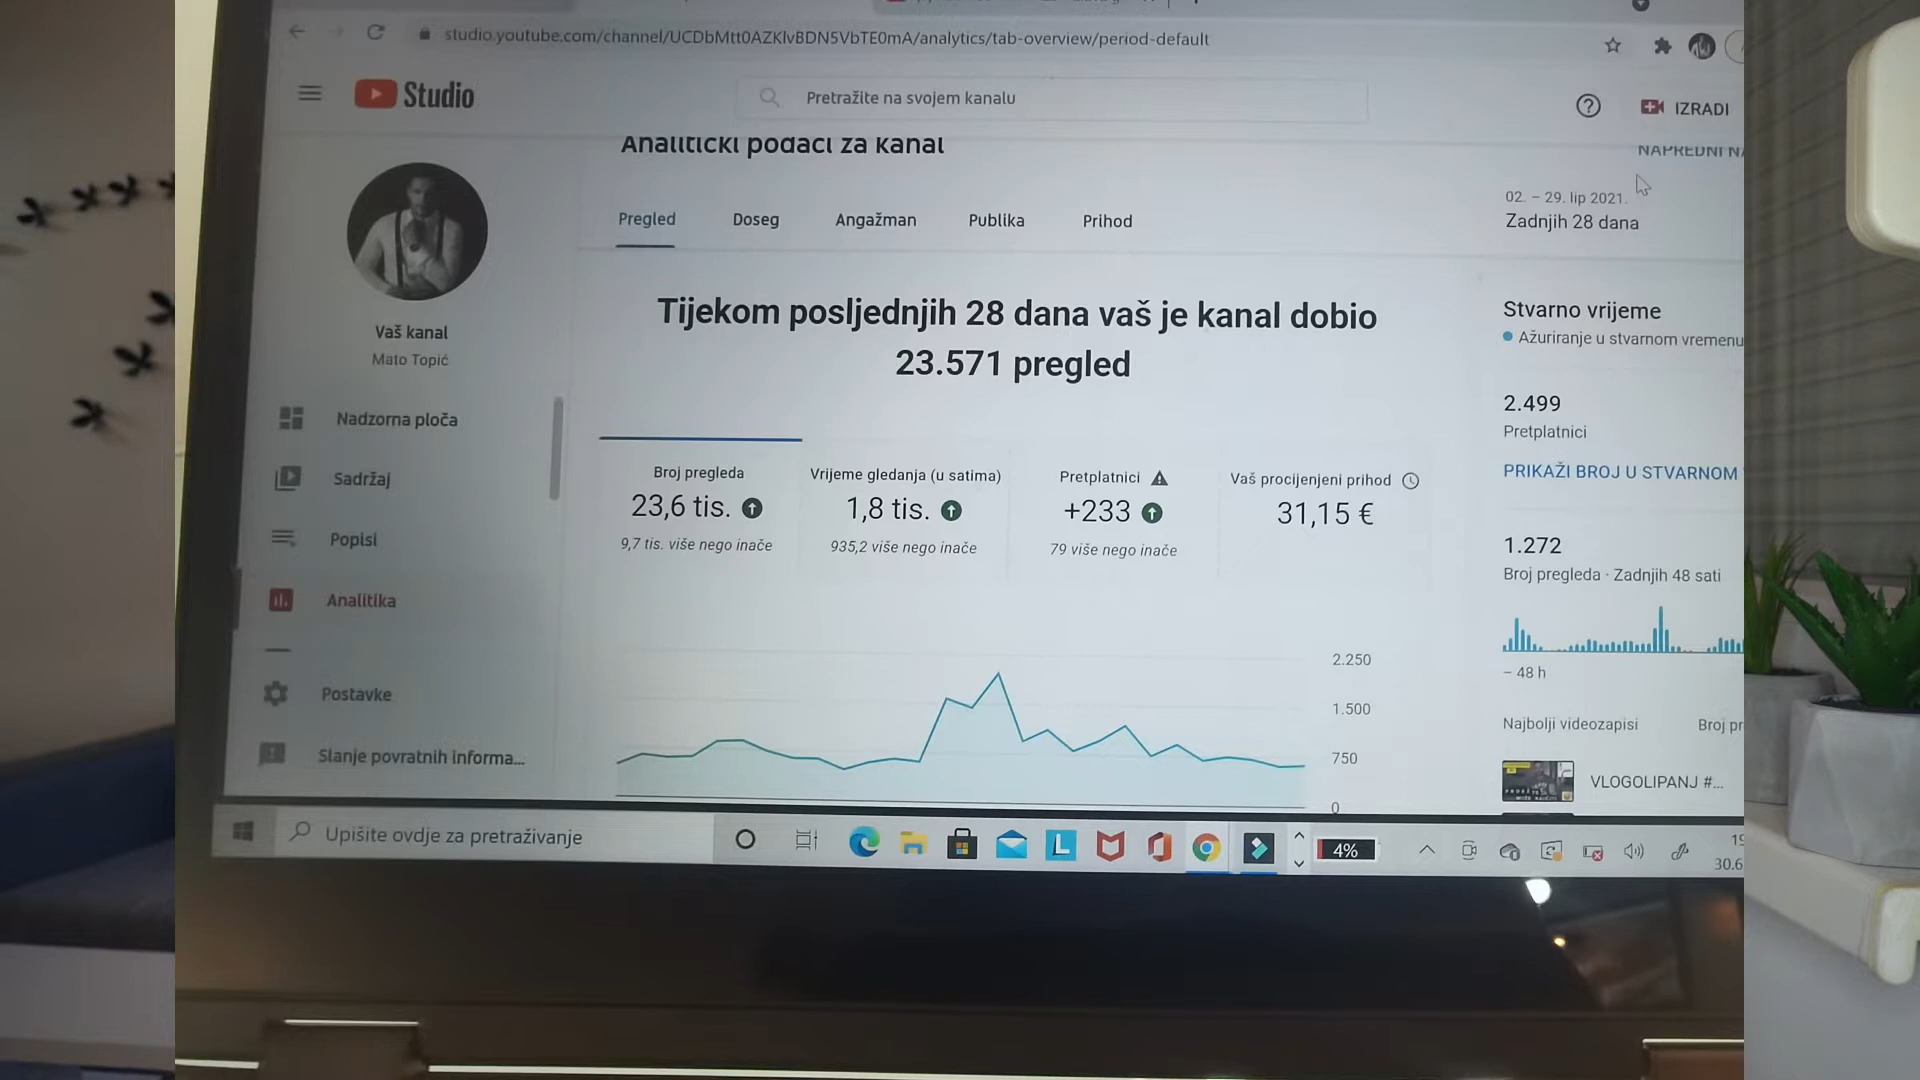 studio.youtube.com/channel/UCDbMtt0AZKlvBDN5VbTE0mA/analytics/tab-overview/period-default
Studio
Pretražite na svojem kanalu
IZRADI
Analitički podaci za kanal
NAPREDNI
Pregled
Doseg
Angažman
Publika
Prihod
02. – 29. lip 2021.
Zadnjih 28 dana
Vaš kanal
Mato Topić
Nadzorna ploča
Sadržaj
Popisi
Analitika
Postavke
Slanje povratnih informa...
Tijekom posljednjih 28 dana vaš je kanal dobio
23.571 pregled
Broj pregleda
23,6 tis.
9,7 tis. više nego inače
Vrijeme gledanja (u satima)
1,8 tis.
935,2 više nego inače
Pretplatnici
+233
79 više nego inače
Vaš procijenjeni prihod
31,15 €
2.250
1.500
750
0
Stvarno vrijeme
Ažuriranje u stvarnom vremenu
2.499
Pretplatnici
PRIKAŽI BROJ U STVARNOM
1.272
Broj pregleda · Zadnjih 48 sati
– 48 h
Najbolji videozapisi
Broj pr
VLOGOLIPANJ #...
Upišite ovdje za pretraživanje
L
4%
19
30.6